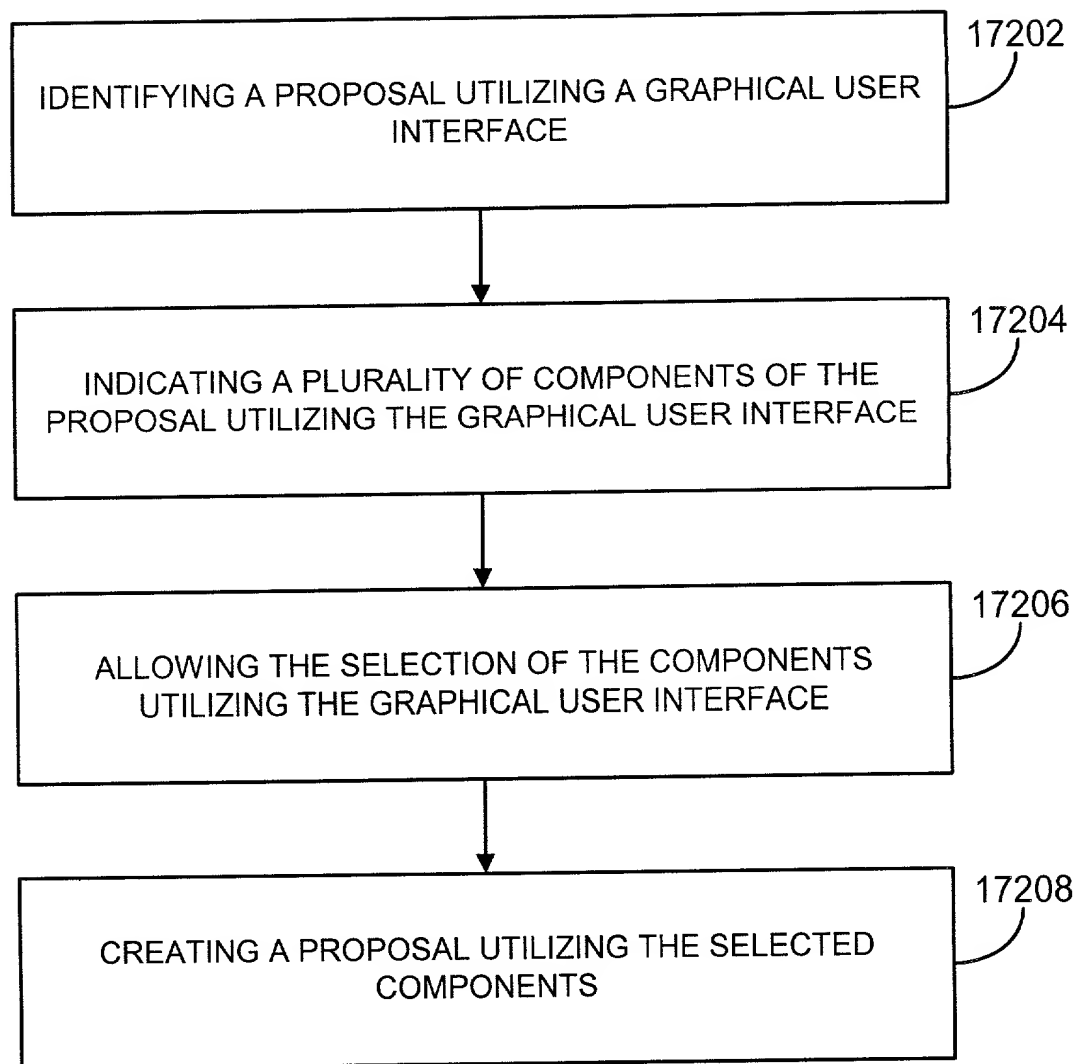 17202
IDENTIFYING A PROPOSAL UTILIZING A GRAPHICAL USER
INTERFACE
17204
INDICATING A PLURALITY OF COMPONENTS OF THE
PROPOSAL UTILIZING THE GRAPHICAL USER INTERFACE
17206
ALLOWING THE SELECTION OF THE COMPONENTS
UTILIZING THE GRAPHICAL USER INTERFACE
17208
CREATING A PROPOSAL UTILIZING THE SELECTED
COMPONENTS